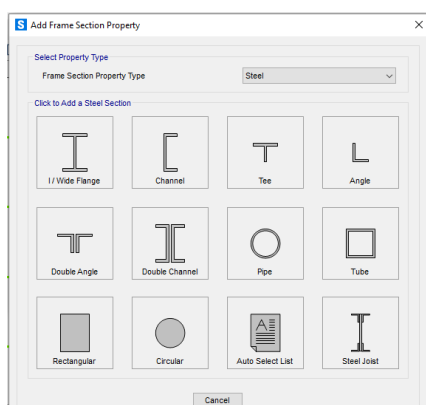 S Add Frame Section Property
Select Property Type
Frame Section Property Type Steel
Click to Add a Steel Section
I / Wide Flange Channel Tee Angle
Double Angle Double Channel Pipe Tube
Rectangular Circular Auto Select List Steel Joist
Cancel